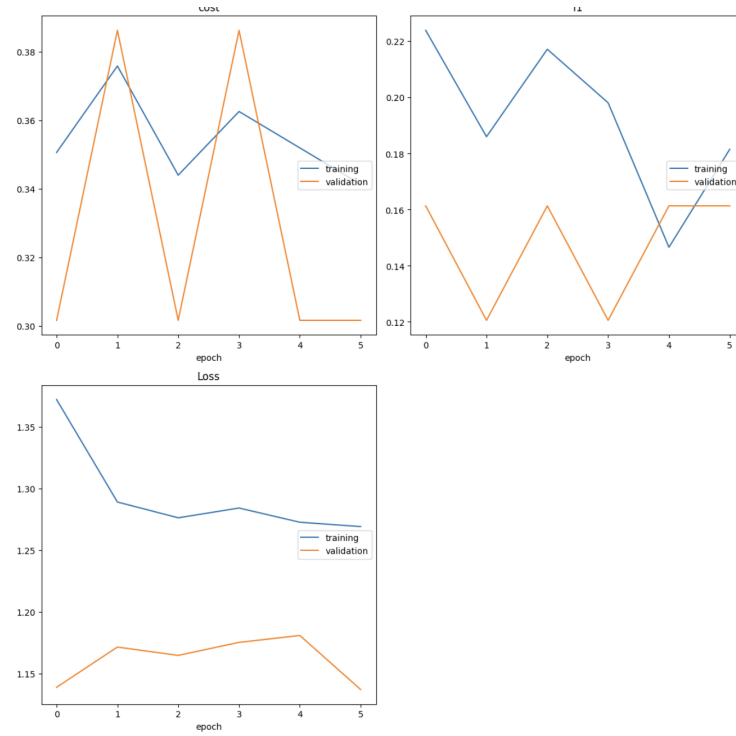 cost
f1
0.38
0.36
0.34
0.32
0.30
training
validation
0 1 2 3 4 5
epoch
0.22
0.20
0.18
0.16
0.14
0.12
training
validation
0 1 2 3 4 5
epoch
Loss
1.35
1.30
1.25
1.20
1.15
training
validation
0 1 2 3 4 5
epoch